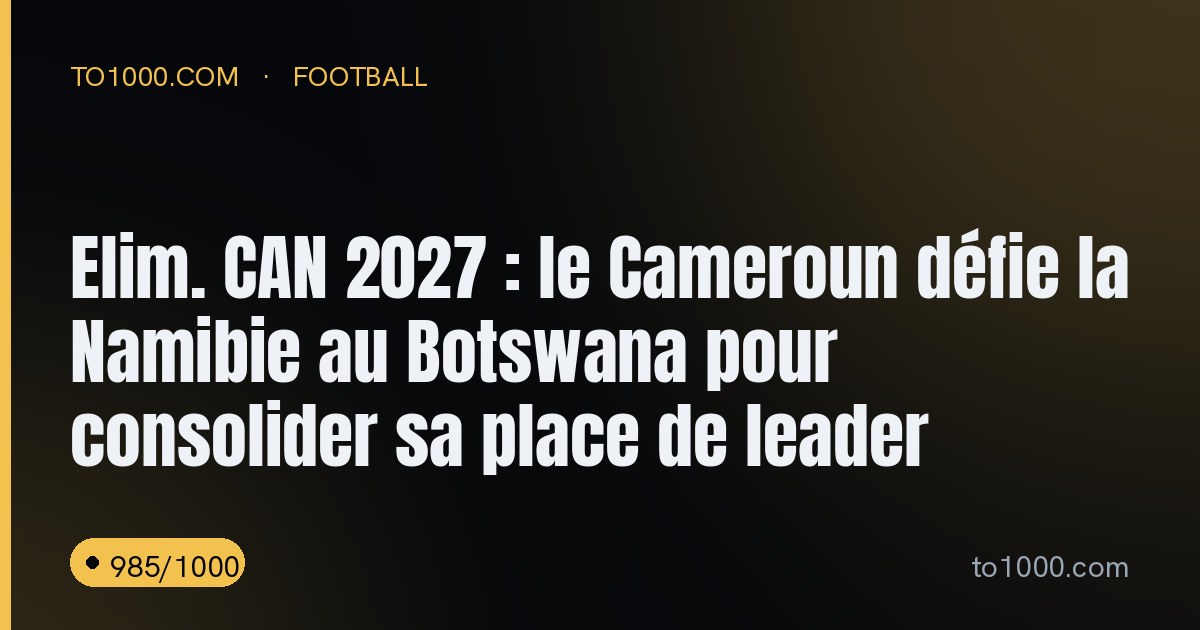 TO1000.COM · FOOTBALL
Elim. CAN 2027 : le Cameroun défie la
Namibie au Botswana pour
consolider sa place de leader
985/1000
to1000.com